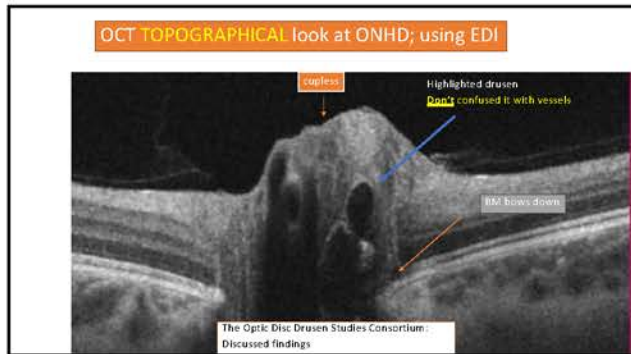 OCT TOPOGRAPHICAL look at ONHD; using EDI
cupless
Highlighted drusen
Don't confused it with vessels
BM bows down
The Optic Disc Drusen Studies Consortium:
Discussed findings